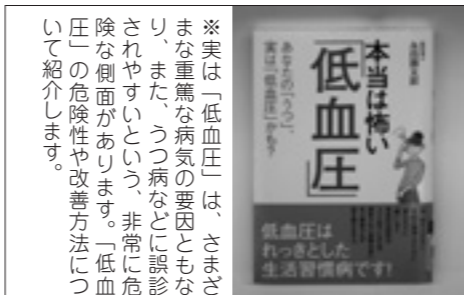 ※実は「低血圧」は、さまざ
まな重篤な病気の要因ともな
り、また、うつ病などに誤診
されやすいという、非常に危
険な側面があります。「低血
圧」の危険性や改善方法につ
いて紹介します。
本当は怖い
「低血圧」
あなたの「うつ」、
実は「低血圧」かも?
低血圧は
れっきとした
生活習慣病です!